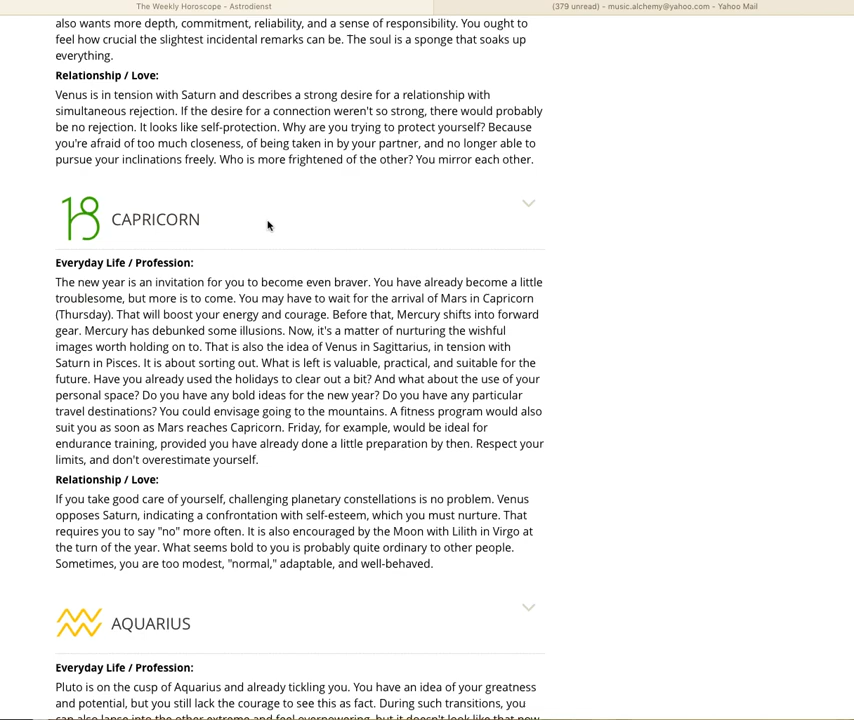 The Weekly Horoscope - Astrodienst
(379 unread) - music.alchemy@yahoo.com - Yahoo Mail
also wants more depth, commitment, reliability, and a sense of responsibility. You ought to
feel how crucial the slightest incidental remarks can be. The soul is a sponge that soaks up
everything.
Relationship / Love:
Venus is in tension with Saturn and describes a strong desire for a relationship with
simultaneous rejection. If the desire for a connection weren't so strong, there would probably
be no rejection. It looks like self-protection. Why are you trying to protect yourself? Because
you're afraid of too much closeness, of being taken in by your partner, and no longer able to
pursue your inclinations freely. Who is more frightened of the other? You mirror each other.
CAPRICORN
Everyday Life / Profession:
The new year is an invitation for you to become even braver. You have already become a little
troublesome, but more is to come. You may have to wait for the arrival of Mars in Capricorn
(Thursday). That will boost your energy and courage. Before that, Mercury shifts into forward
gear. Mercury has debunked some illusions. Now, it's a matter of nurturing the wishful
images worth holding on to. That is also the idea of Venus in Sagittarius, in tension with
Saturn in Pisces. It is about sorting out. What is left is valuable, practical, and suitable for the
future. Have you already used the holidays to clear out a bit? And what about the use of your
personal space? Do you have any bold ideas for the new year? Do you have any particular
travel destinations? You could envisage going to the mountains. A fitness program would also
suit you as soon as Mars reaches Capricorn. Friday, for example, would be ideal for
endurance training, provided you have already done a little preparation by then. Respect your
limits, and don't overestimate yourself.
Relationship / Love:
If you take good care of yourself, challenging planetary constellations is no problem. Venus
opposes Saturn, indicating a confrontation with self-esteem, which you must nurture. That
requires you to say "no" more often. It is also encouraged by the Moon with Lilith in Virgo at
the turn of the year. What seems bold to you is probably quite ordinary to other people.
Sometimes, you are too modest, "normal," adaptable, and well-behaved.
AQUARIUS
Everyday Life / Profession:
Pluto is on the cusp of Aquarius and already tickling you. You have an idea of your greatness
and potential, but you still lack the courage to see this as fact. During such transitions, you
can also lapse into the other extreme and feel overpowering, but it doesn't look like that now.